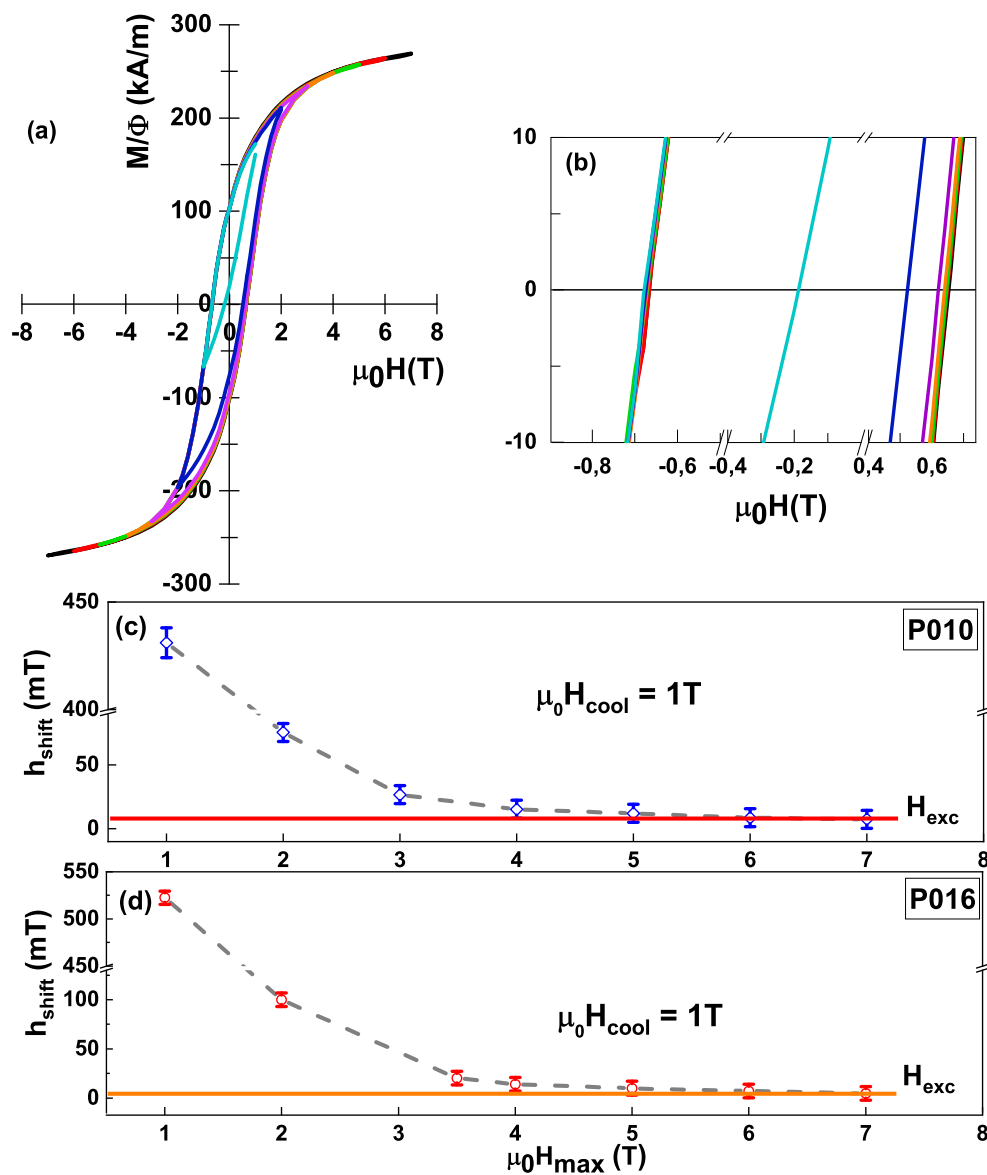 300
200
100
0
-100
-200
-300
M/Φ (kA/m)
(a)
-8 -6 -4 -2 0 2 4 6 8
μ0H(T)
10
0
-10
(b)
-0,8 -0,6 -0,4 -0,2 0,4 0,6
μ0H(T)
450
400
50
0
hshift (mT)
(c)
P010
μ0Hcool = 1T
Hexc
1 2 3 4 5 6 7 8
550
500
450
100
50
0
hshift (mT)
(d)
P016
μ0Hcool = 1T
Hexc
1 2 3 4 5 6 7 8
μ0Hmax (T)